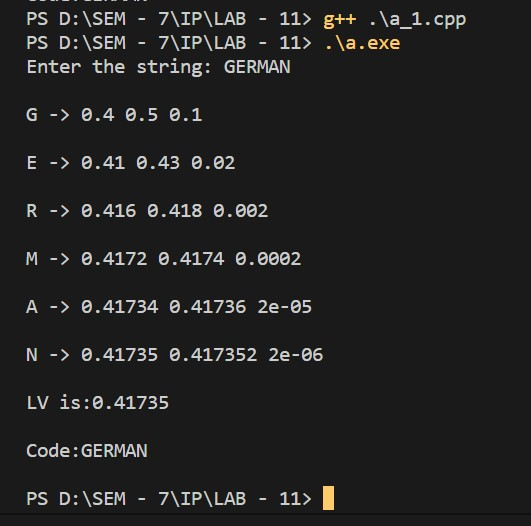 PS D:\SEM - 7\IP\LAB - 11> g++ .\a_1.cpp
PS D:\SEM - 7\IP\LAB - 11> .\a.exe
Enter the string: GERMAN
G -> 0.4 0.5 0.1
E -> 0.41 0.43 0.02
R -> 0.416 0.418 0.002
M -> 0.4172 0.4174 0.0002
A -> 0.41734 0.41736 2e-05
N -> 0.41735 0.417352 2e-06
LV is:0.41735
Code:GERMAN
PS D:\SEM - 7\IP\LAB - 11>